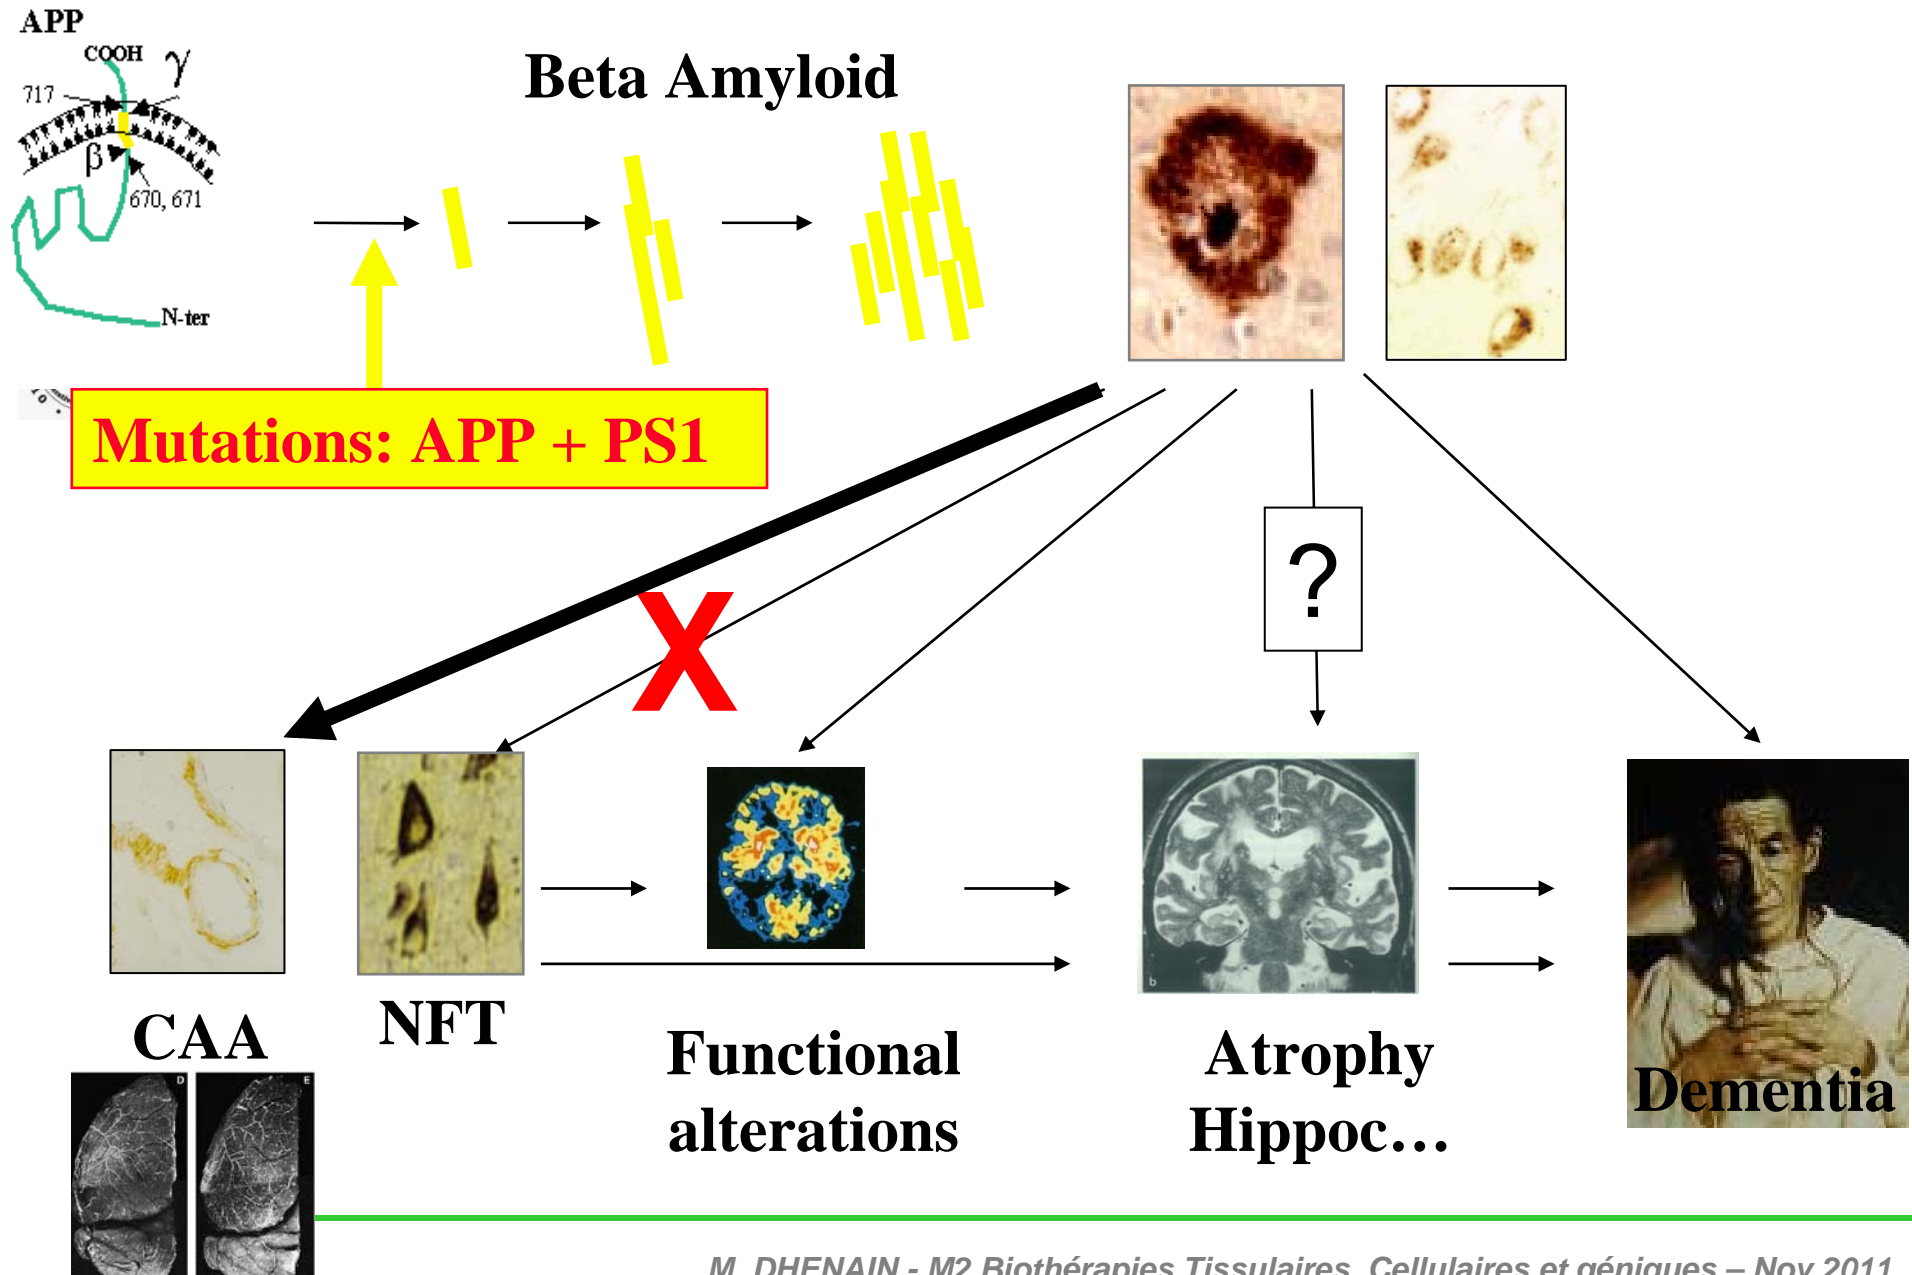 APP
COOH γ
717
β
670, 671
N-ter
Beta Amyloid
Mutations: APP + PS1
X
?
b
CAA
NFT
Functional
alterations
Atrophy
Hippoc…
Dementia
D
E
M. DHENAIN - M2 Biothérapies Tissulaires, Cellulaires et géniques – Nov 2011